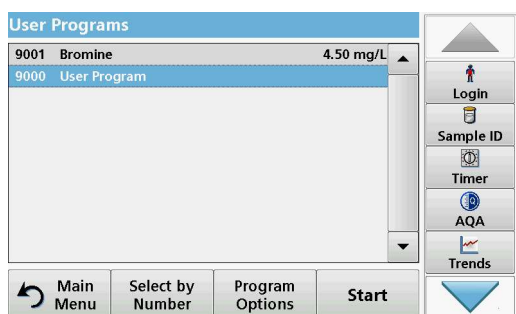 User Programs
9001 Bromine 4.50 mg/L
9000 User Program
Login
Sample ID
Timer
AQA
Trends
Main Menu
Select by Number
Program Options
Start